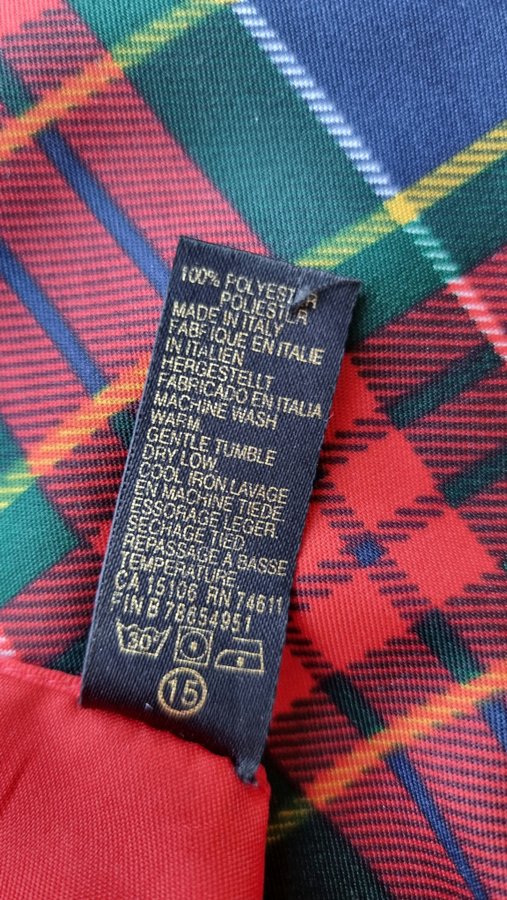 100% POLYESTER
POLIESTER
MADE IN ITALY
FABRIQUE EN ITALIE
IN ITALIEN
HERGESTELLT
FABRICADO EN ITALIA
MACHINE WASH
WARM
GENTLE TUMBLE
DRY LOW
COOL IRON LAVAGE
EN MACHINE TIEDE.
ESSORAGE LEGER.
SECHAGE TIED.
REPASSAGE A BASSE
TEMPERATURE
CA 15106 RN 74611
FIN B 78654951
30°
15